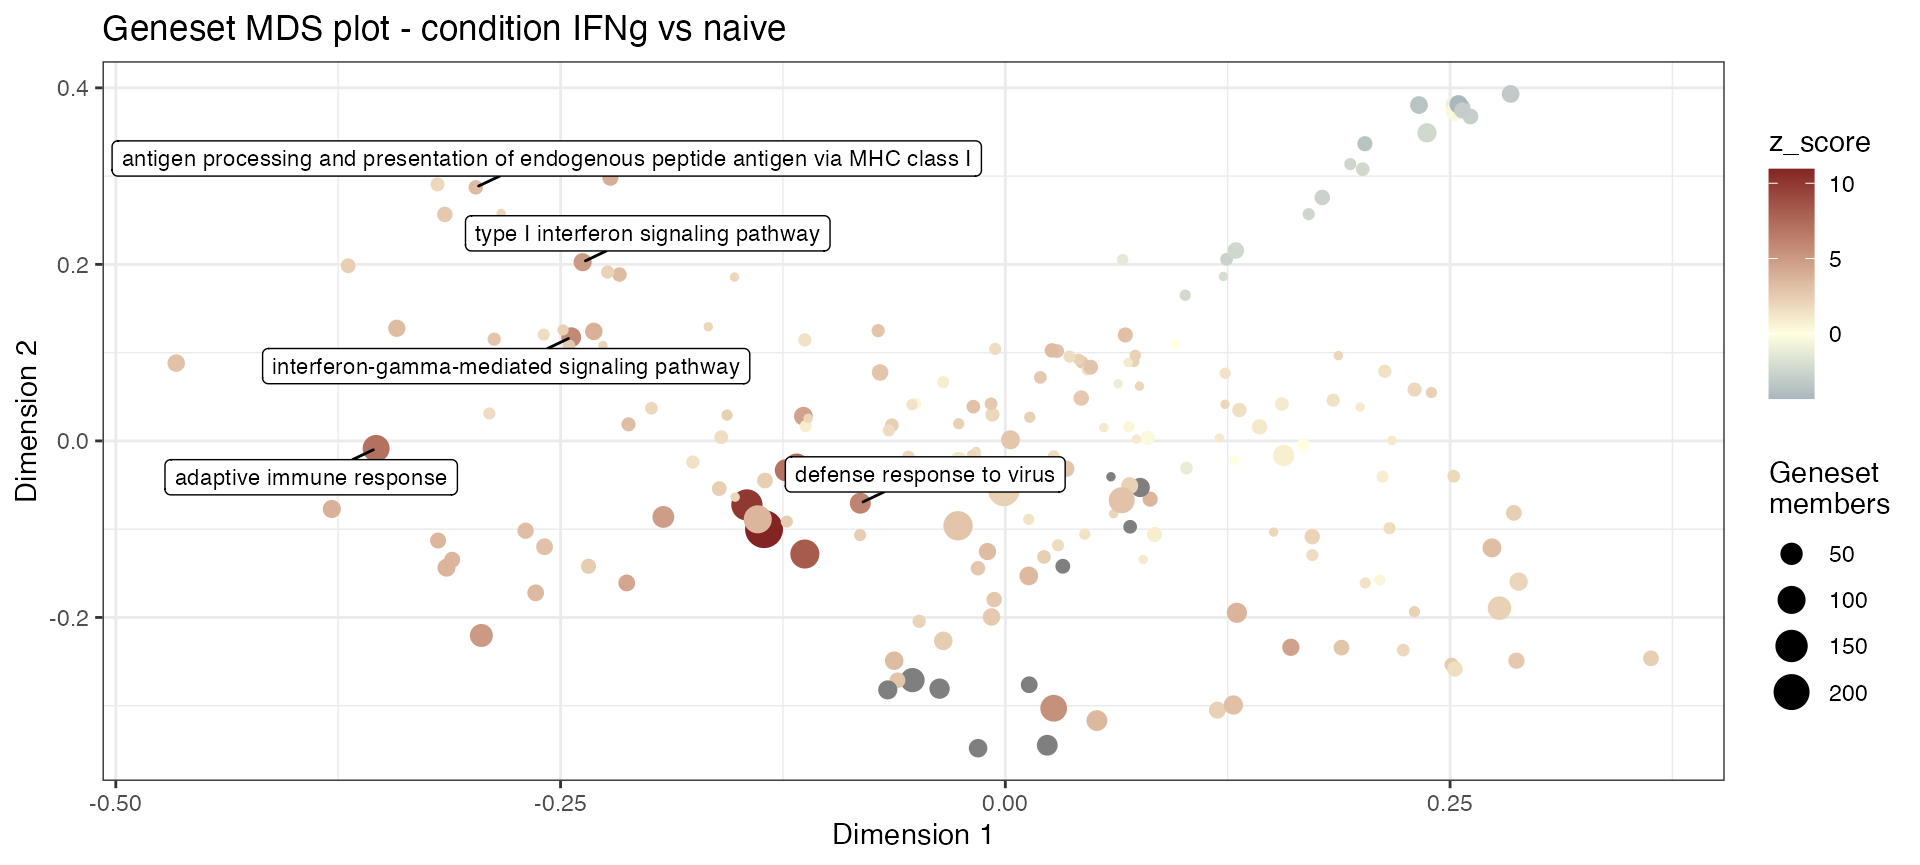 Geneset MDS plot - condition IFNg vs naive
Dimension 2
0.4
0.2
0.0
-0.2
antigen processing and presentation of endogenous peptide antigen via MHC class I
type I interferon signaling pathway
interferon-gamma-mediated signaling pathway
adaptive immune response
defense response to virus
-0.50
-0.25
0.00
0.25
Dimension 1
z_score
10
5
0
Geneset
members
50
100
150
200